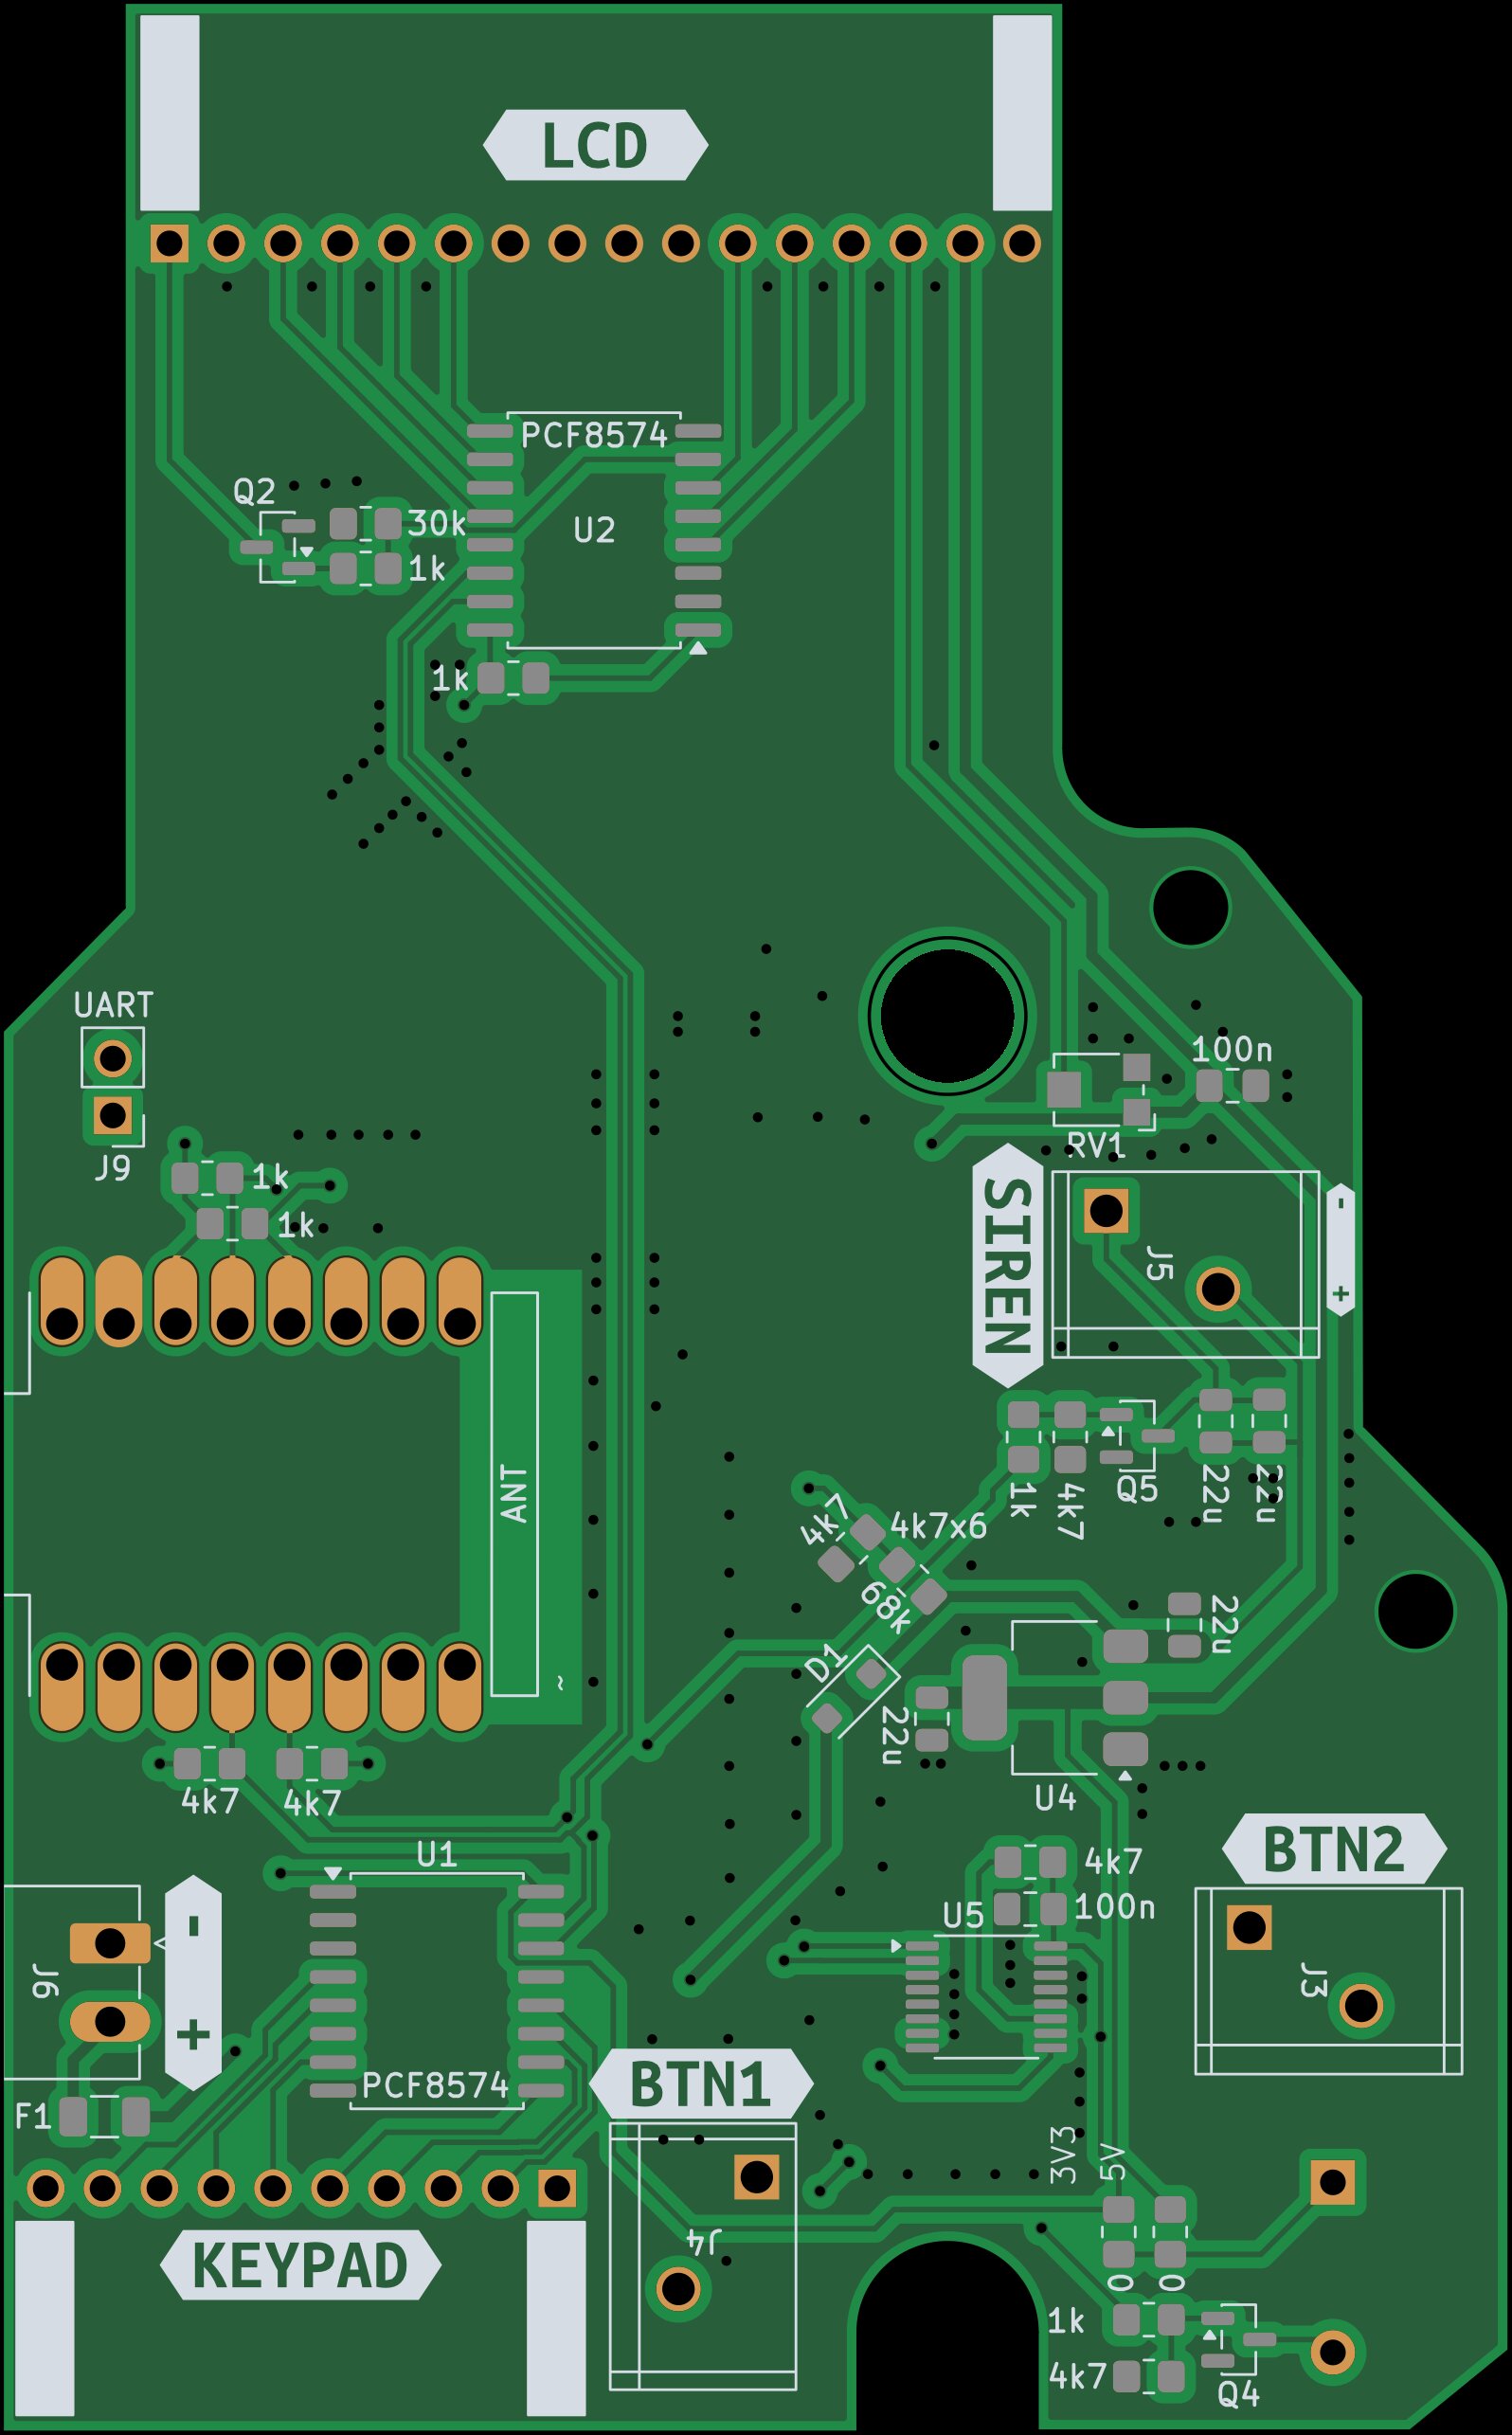 LCD
PCF8574
Q2
30k
U2
1k
1k
UART
100n
RV1
J9
1k
1k
SIREN
-
J5
+
ANT
Q5
1k
4k7
22u
22u
4k7
4k7x6
68k
22u
D1
~
22u
U4
4k7
4k7
U1
BTN2
4k7
100n
U5
-
J6
J3
+
PCF8574
BTN1
F1
3V3
5V
J4
KEYPAD
0
0
1k
4k7
Q4